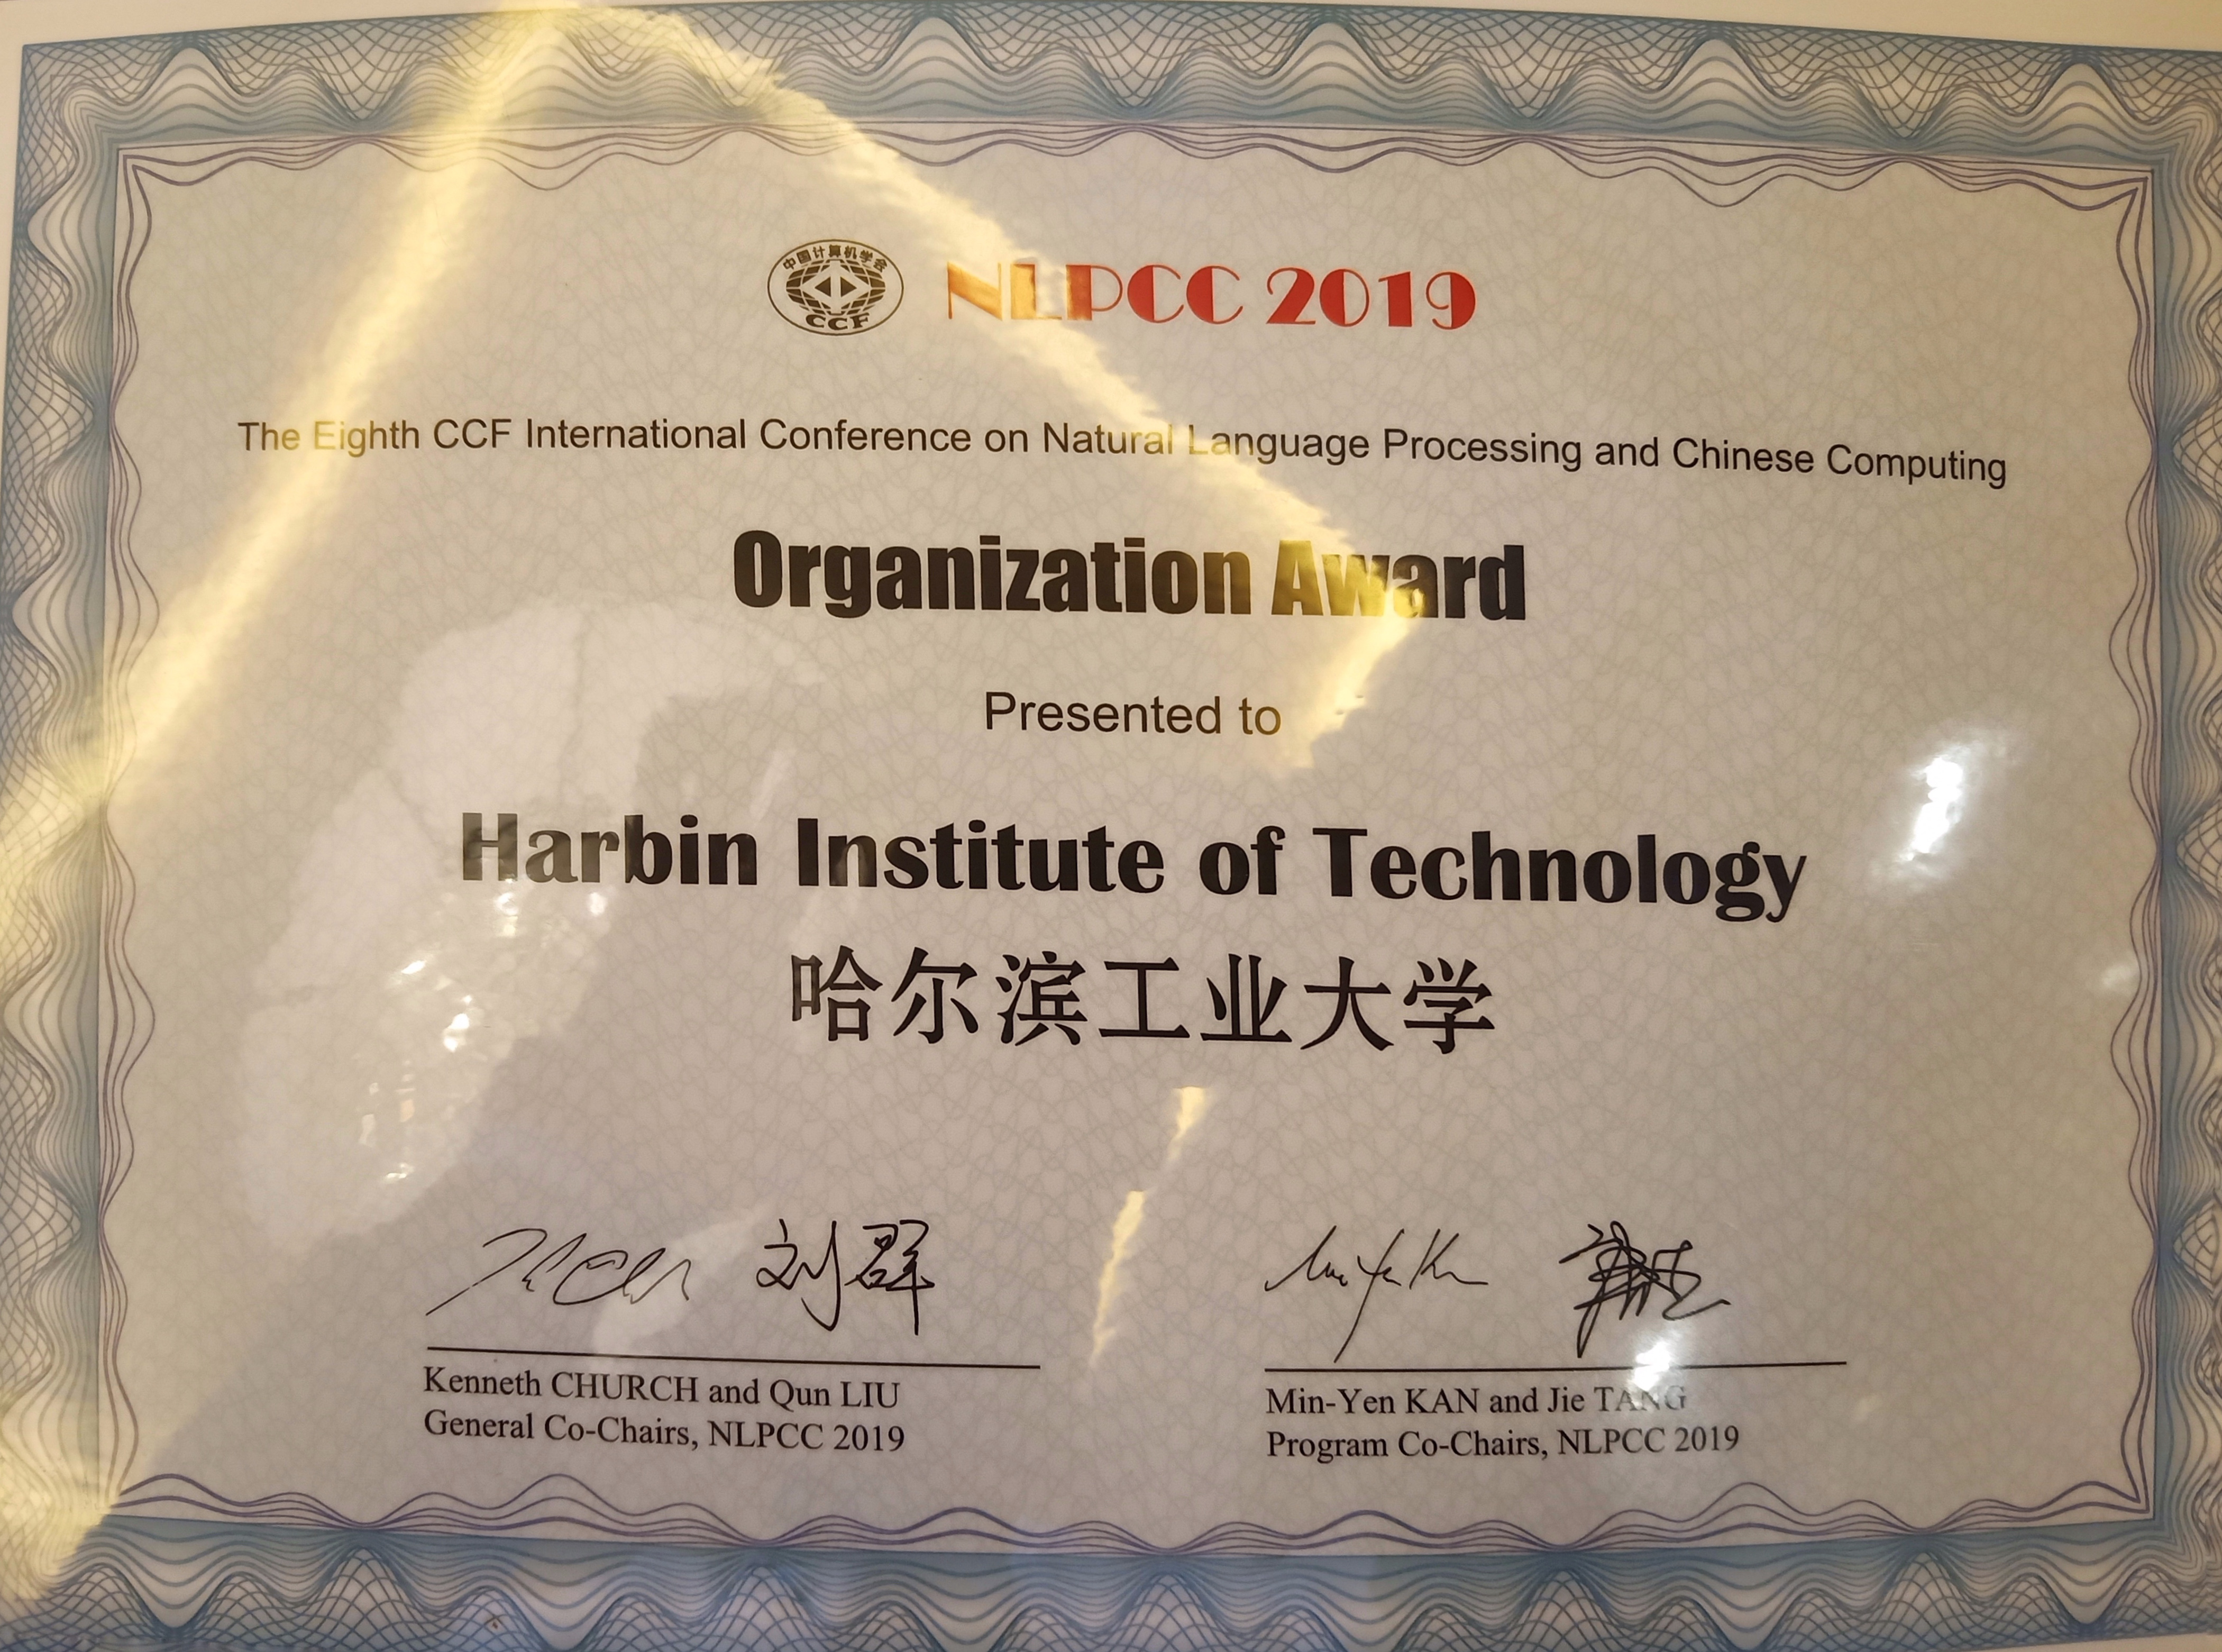 中国计算机学会
CCF
NLPCC 2019
The Eighth CCF International Conference on Natural Language Processing and Chinese Computing
Organization Award
Presented to
Harbin Institute of Technology
哈尔滨工业大学
刘群
Kenneth CHURCH and Qun LIU
General Co-Chairs, NLPCC 2019
Min-Yen KAN and Jie TANG
Program Co-Chairs, NLPCC 2019